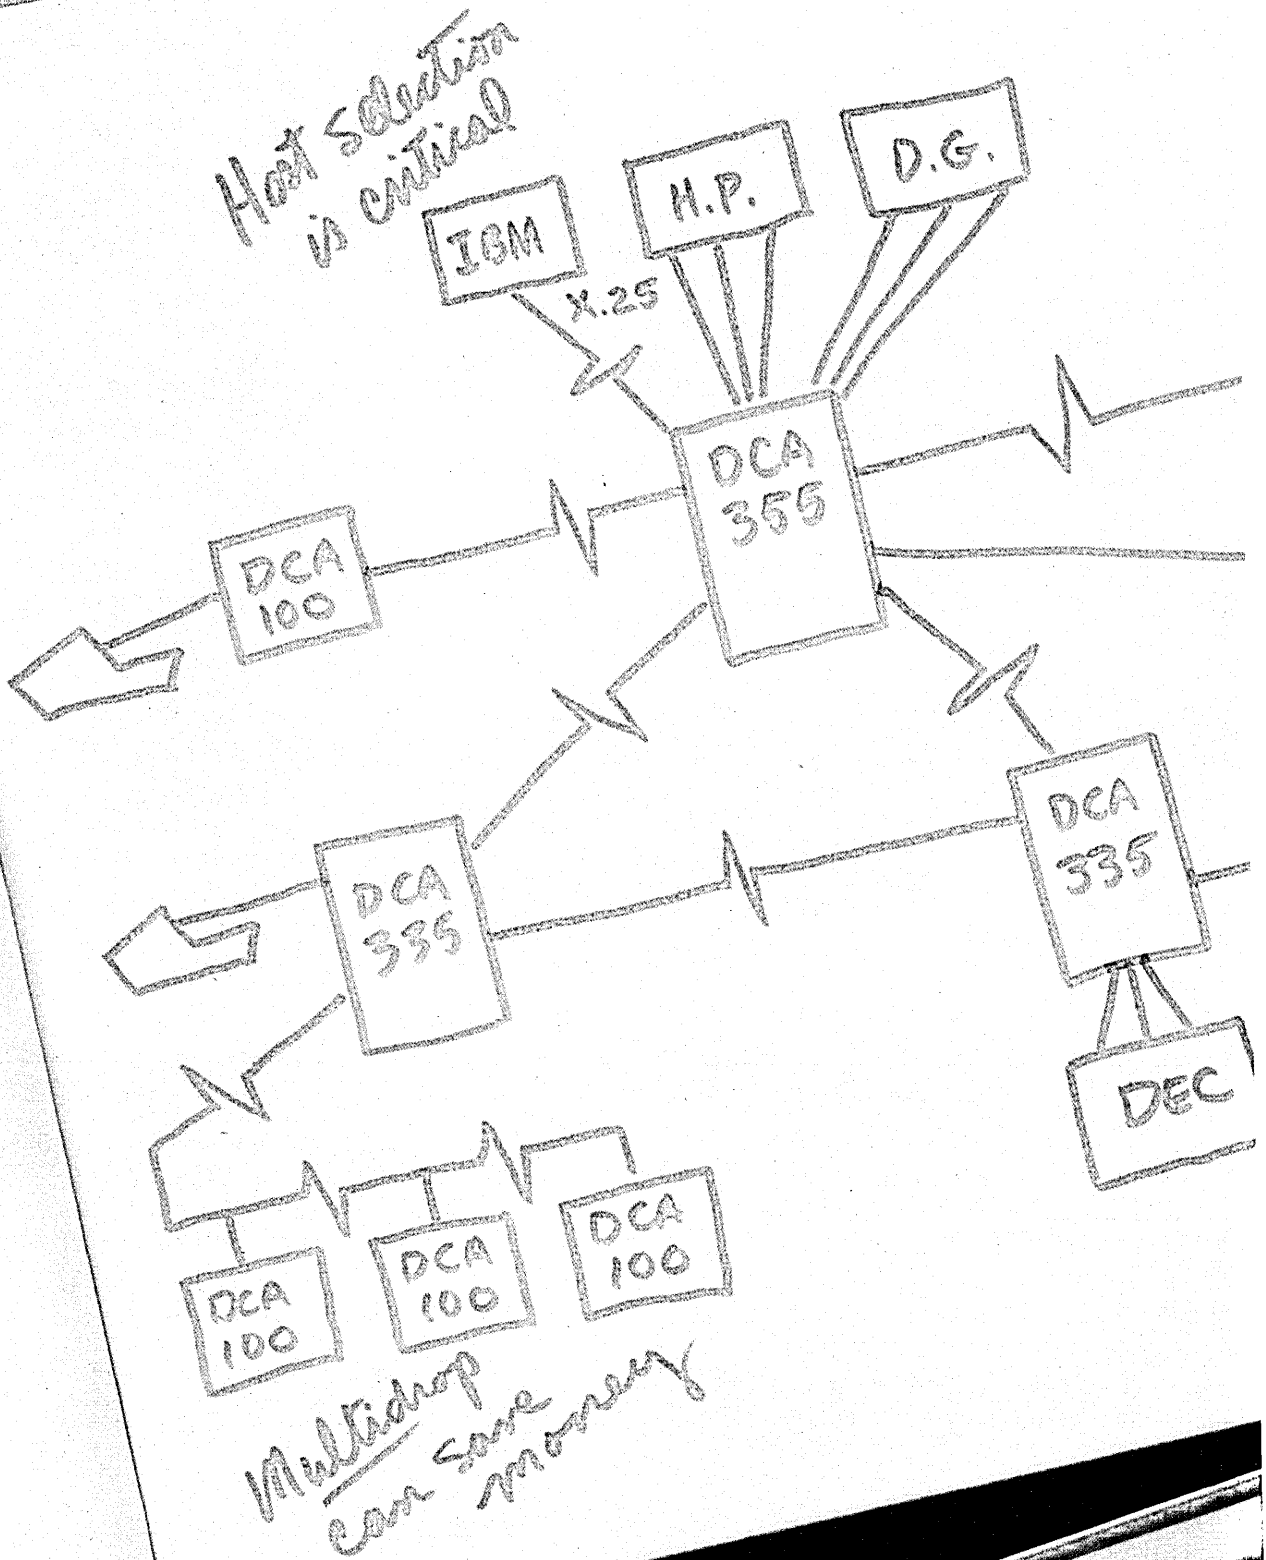 Host selection
is critical
IBM
H.P.
D.G.
X.25
DCA
355
DCA
100
DCA
335
DCA
335
DEC
DCA
100
DCA
100
DCA
100
Multidrop
can save
money